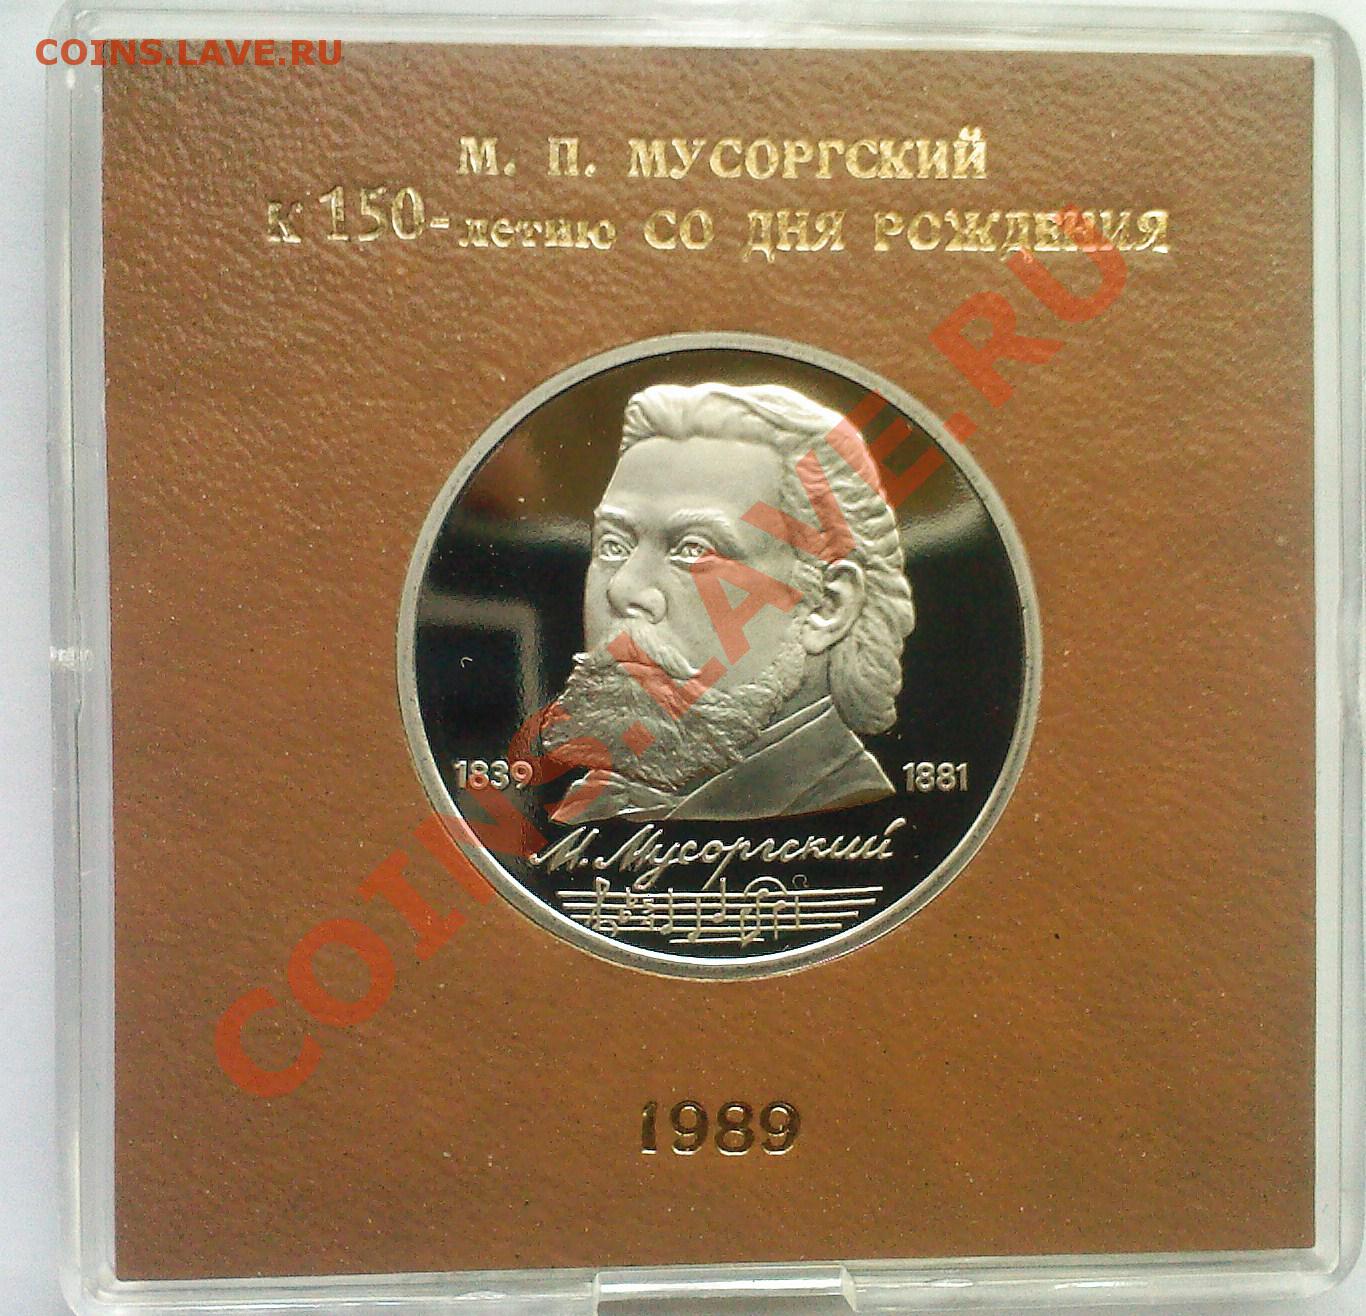 COINS.LAVE.RU
М. П. МУСОРГСКИЙ
К 150-летию СО ДНЯ РОЖДЕНИЯ
1839 1881
М. Мусоргский
1989
COINS.LAVE.RU